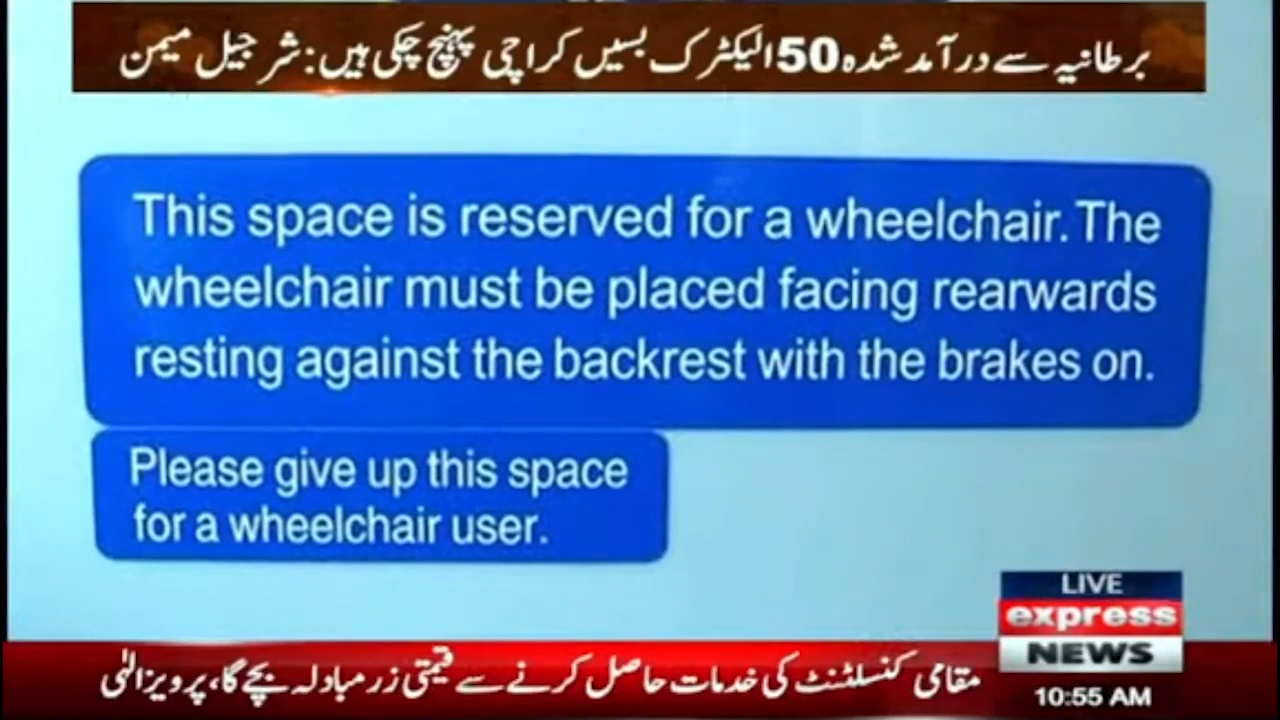 برطانیہ سے درآمد شدہ 50 الیکٹرک بسیں کراچی پہنچ چکی ہیں: شرجیل میمن
This space is reserved for a wheelchair. The
wheelchair must be placed facing rearwards
resting against the backrest with the brakes on.
Please give up this space
for a wheelchair user.
LIVE
express
NEWS
10:55 AM
مقامی کنسلٹنٹ کی خدمات حاصل کرنے سے قیمتی زرمبادلہ بچے گا، پرویزالٰہی